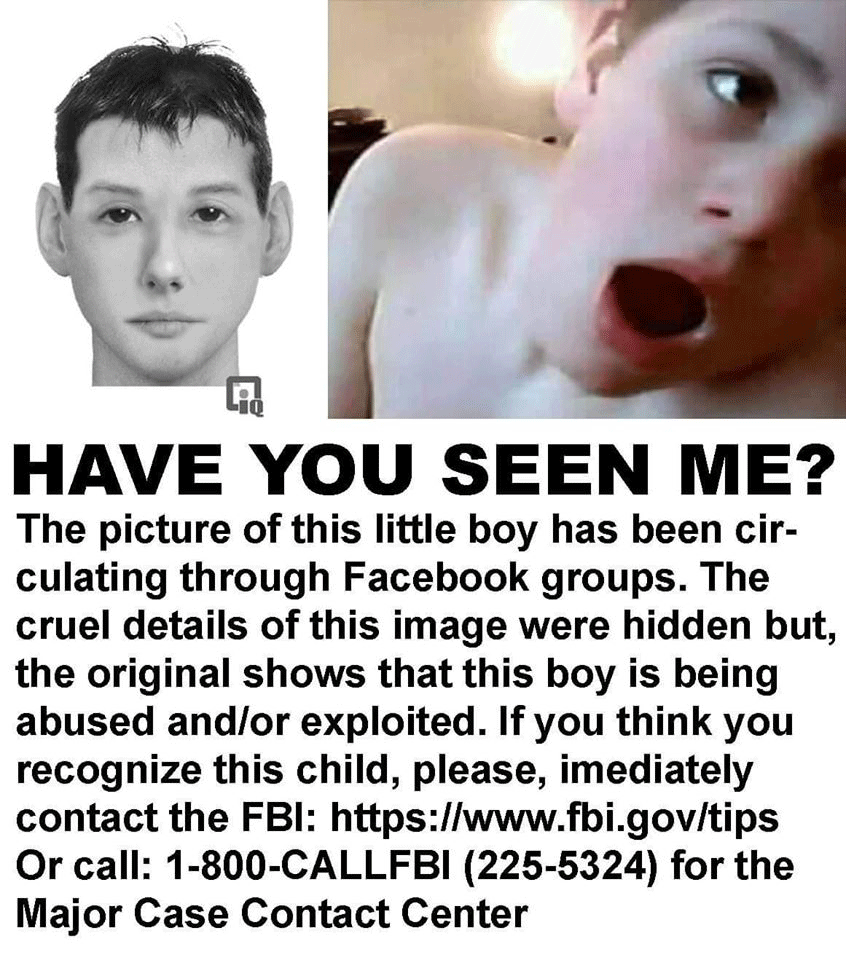 IQ
HAVE YOU SEEN ME?
The picture of this little boy has been cir-
culating through Facebook groups. The
cruel details of this image were hidden but,
the original shows that this boy is being
abused and/or exploited. If you think you
recognize this child, please, imediately
contact the FBI: https://www.fbi.gov/tips
Or call: 1-800-CALLFBI (225-5324) for the
Major Case Contact Center